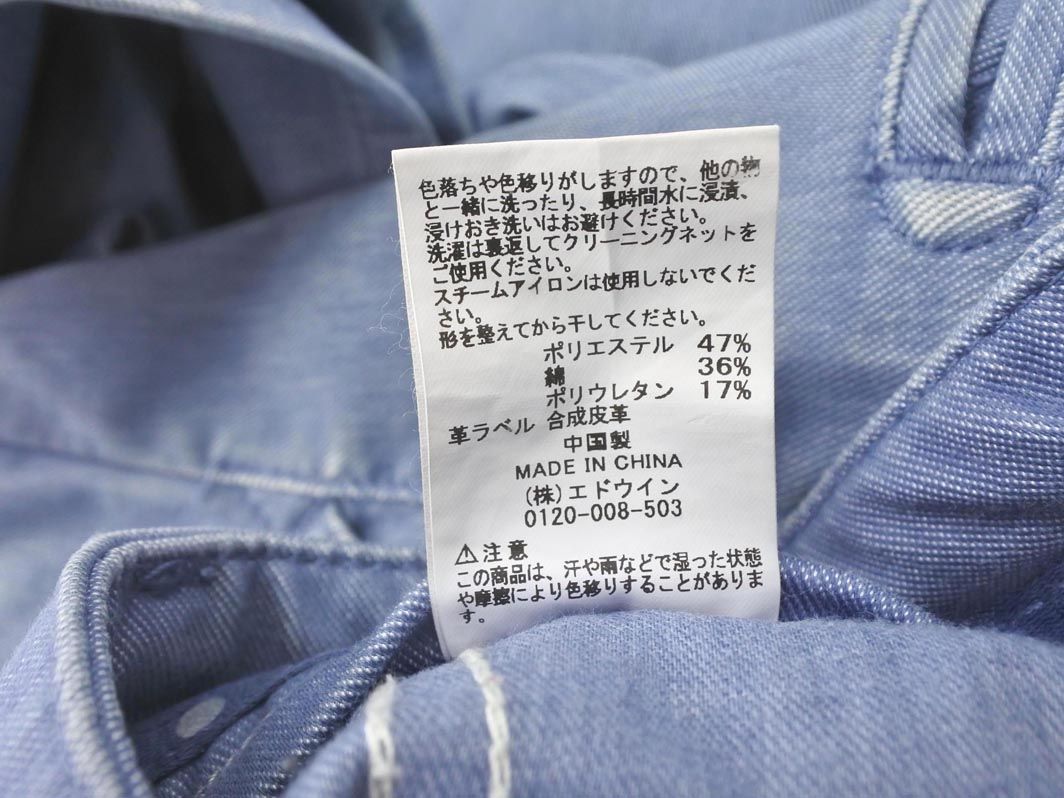 色落ちや色移りがしますので、他の物
と一緒に洗ったり、長時間水に浸漬、
浸けおき洗いはお避けください。
洗濯は裏返してクリーニングネットを
ご使用ください。
スチームアイロンは使用しないでくだ
さい。
形を整えてから干してください。
ポリエステル 47%
綿 36%
ポリウレタン 17%
革ラベル 合成皮革
中国製
MADE IN CHINA
(株)エドウイン
0120-008-503
⚠注意
この商品は、汗や雨などで湿った状態
や摩擦により色移りすることがありま
す。